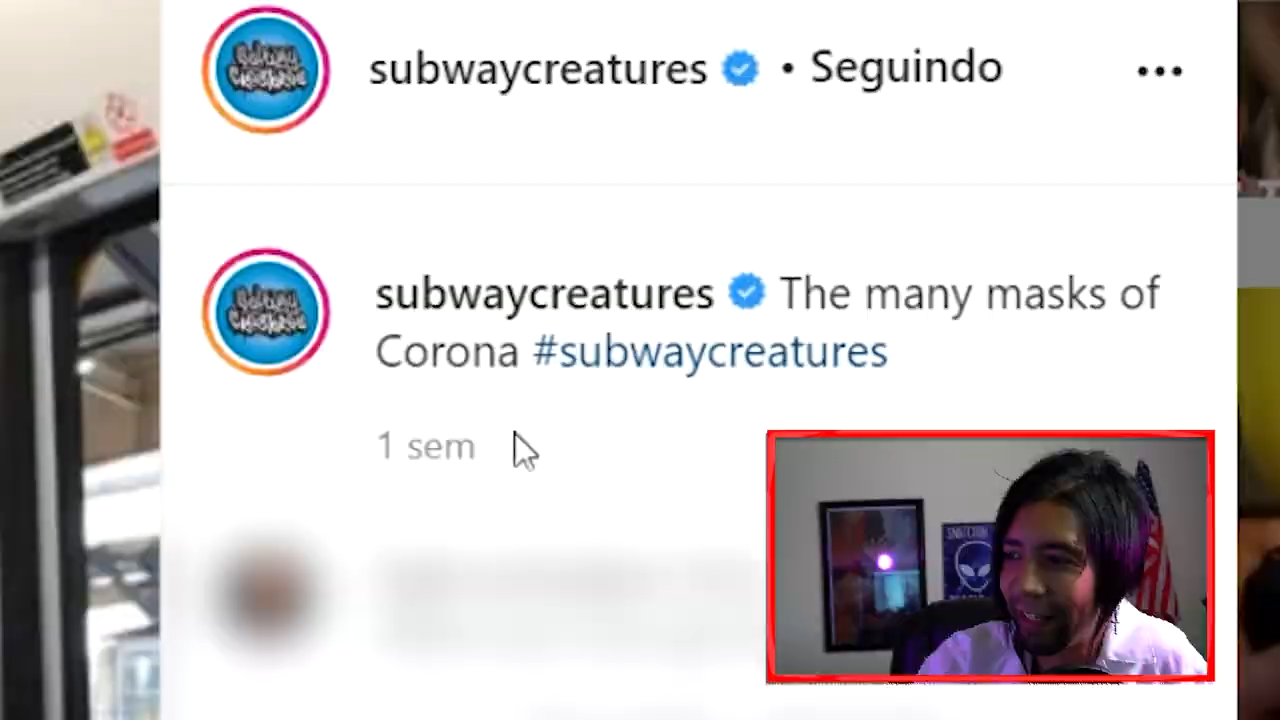 subwaycreatures • Seguindo
subwaycreatures The many masks of
Corona #subwaycreatures
1 sem